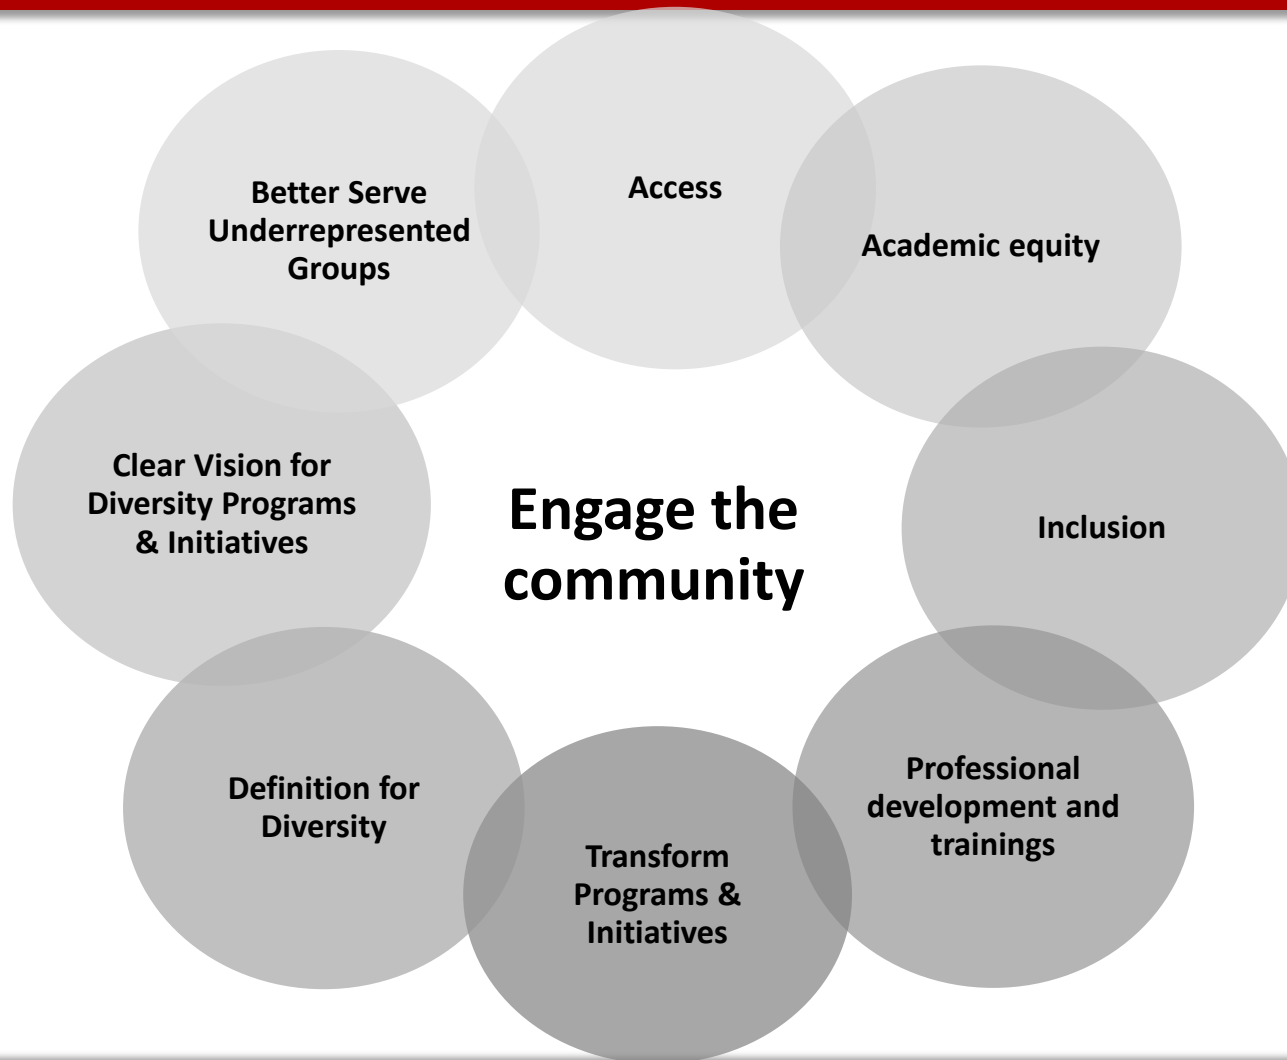 Access
Academic equity
Inclusion
Professional
development and
trainings
Transform
Programs &
Initiatives
Definition for
Diversity
Clear Vision for
Diversity Programs
& Initiatives
Better Serve
Underrepresented
Groups
Engage the
community